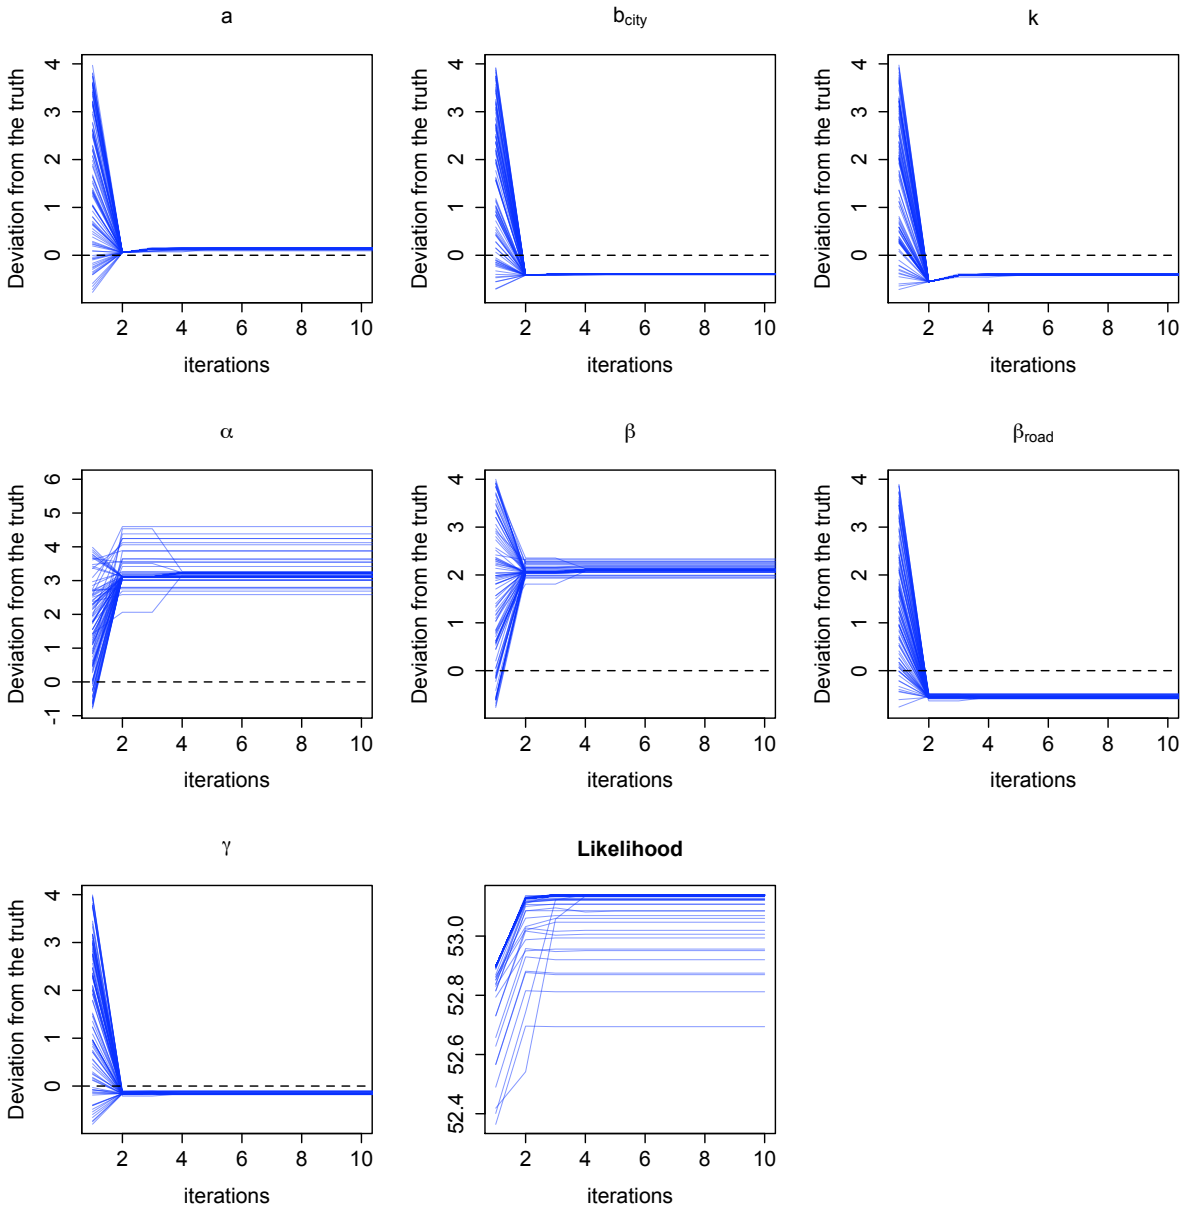 a
Deviation from the truth
0 1 2 3 4
2 4 6 8 10
iterations
b_city
Deviation from the truth
0 1 2 3 4
2 4 6 8 10
iterations
k
Deviation from the truth
0 1 2 3 4
2 4 6 8 10
iterations
α
Deviation from the truth
-1 0 1 2 3 4 5 6
2 4 6 8 10
iterations
β
Deviation from the truth
0 1 2 3 4
2 4 6 8 10
iterations
β_road
Deviation from the truth
0 1 2 3 4
2 4 6 8 10
iterations
γ
Deviation from the truth
0 1 2 3 4
2 4 6 8 10
iterations
Likelihood
52.4 52.6 52.8 53.0
2 4 6 8 10
iterations